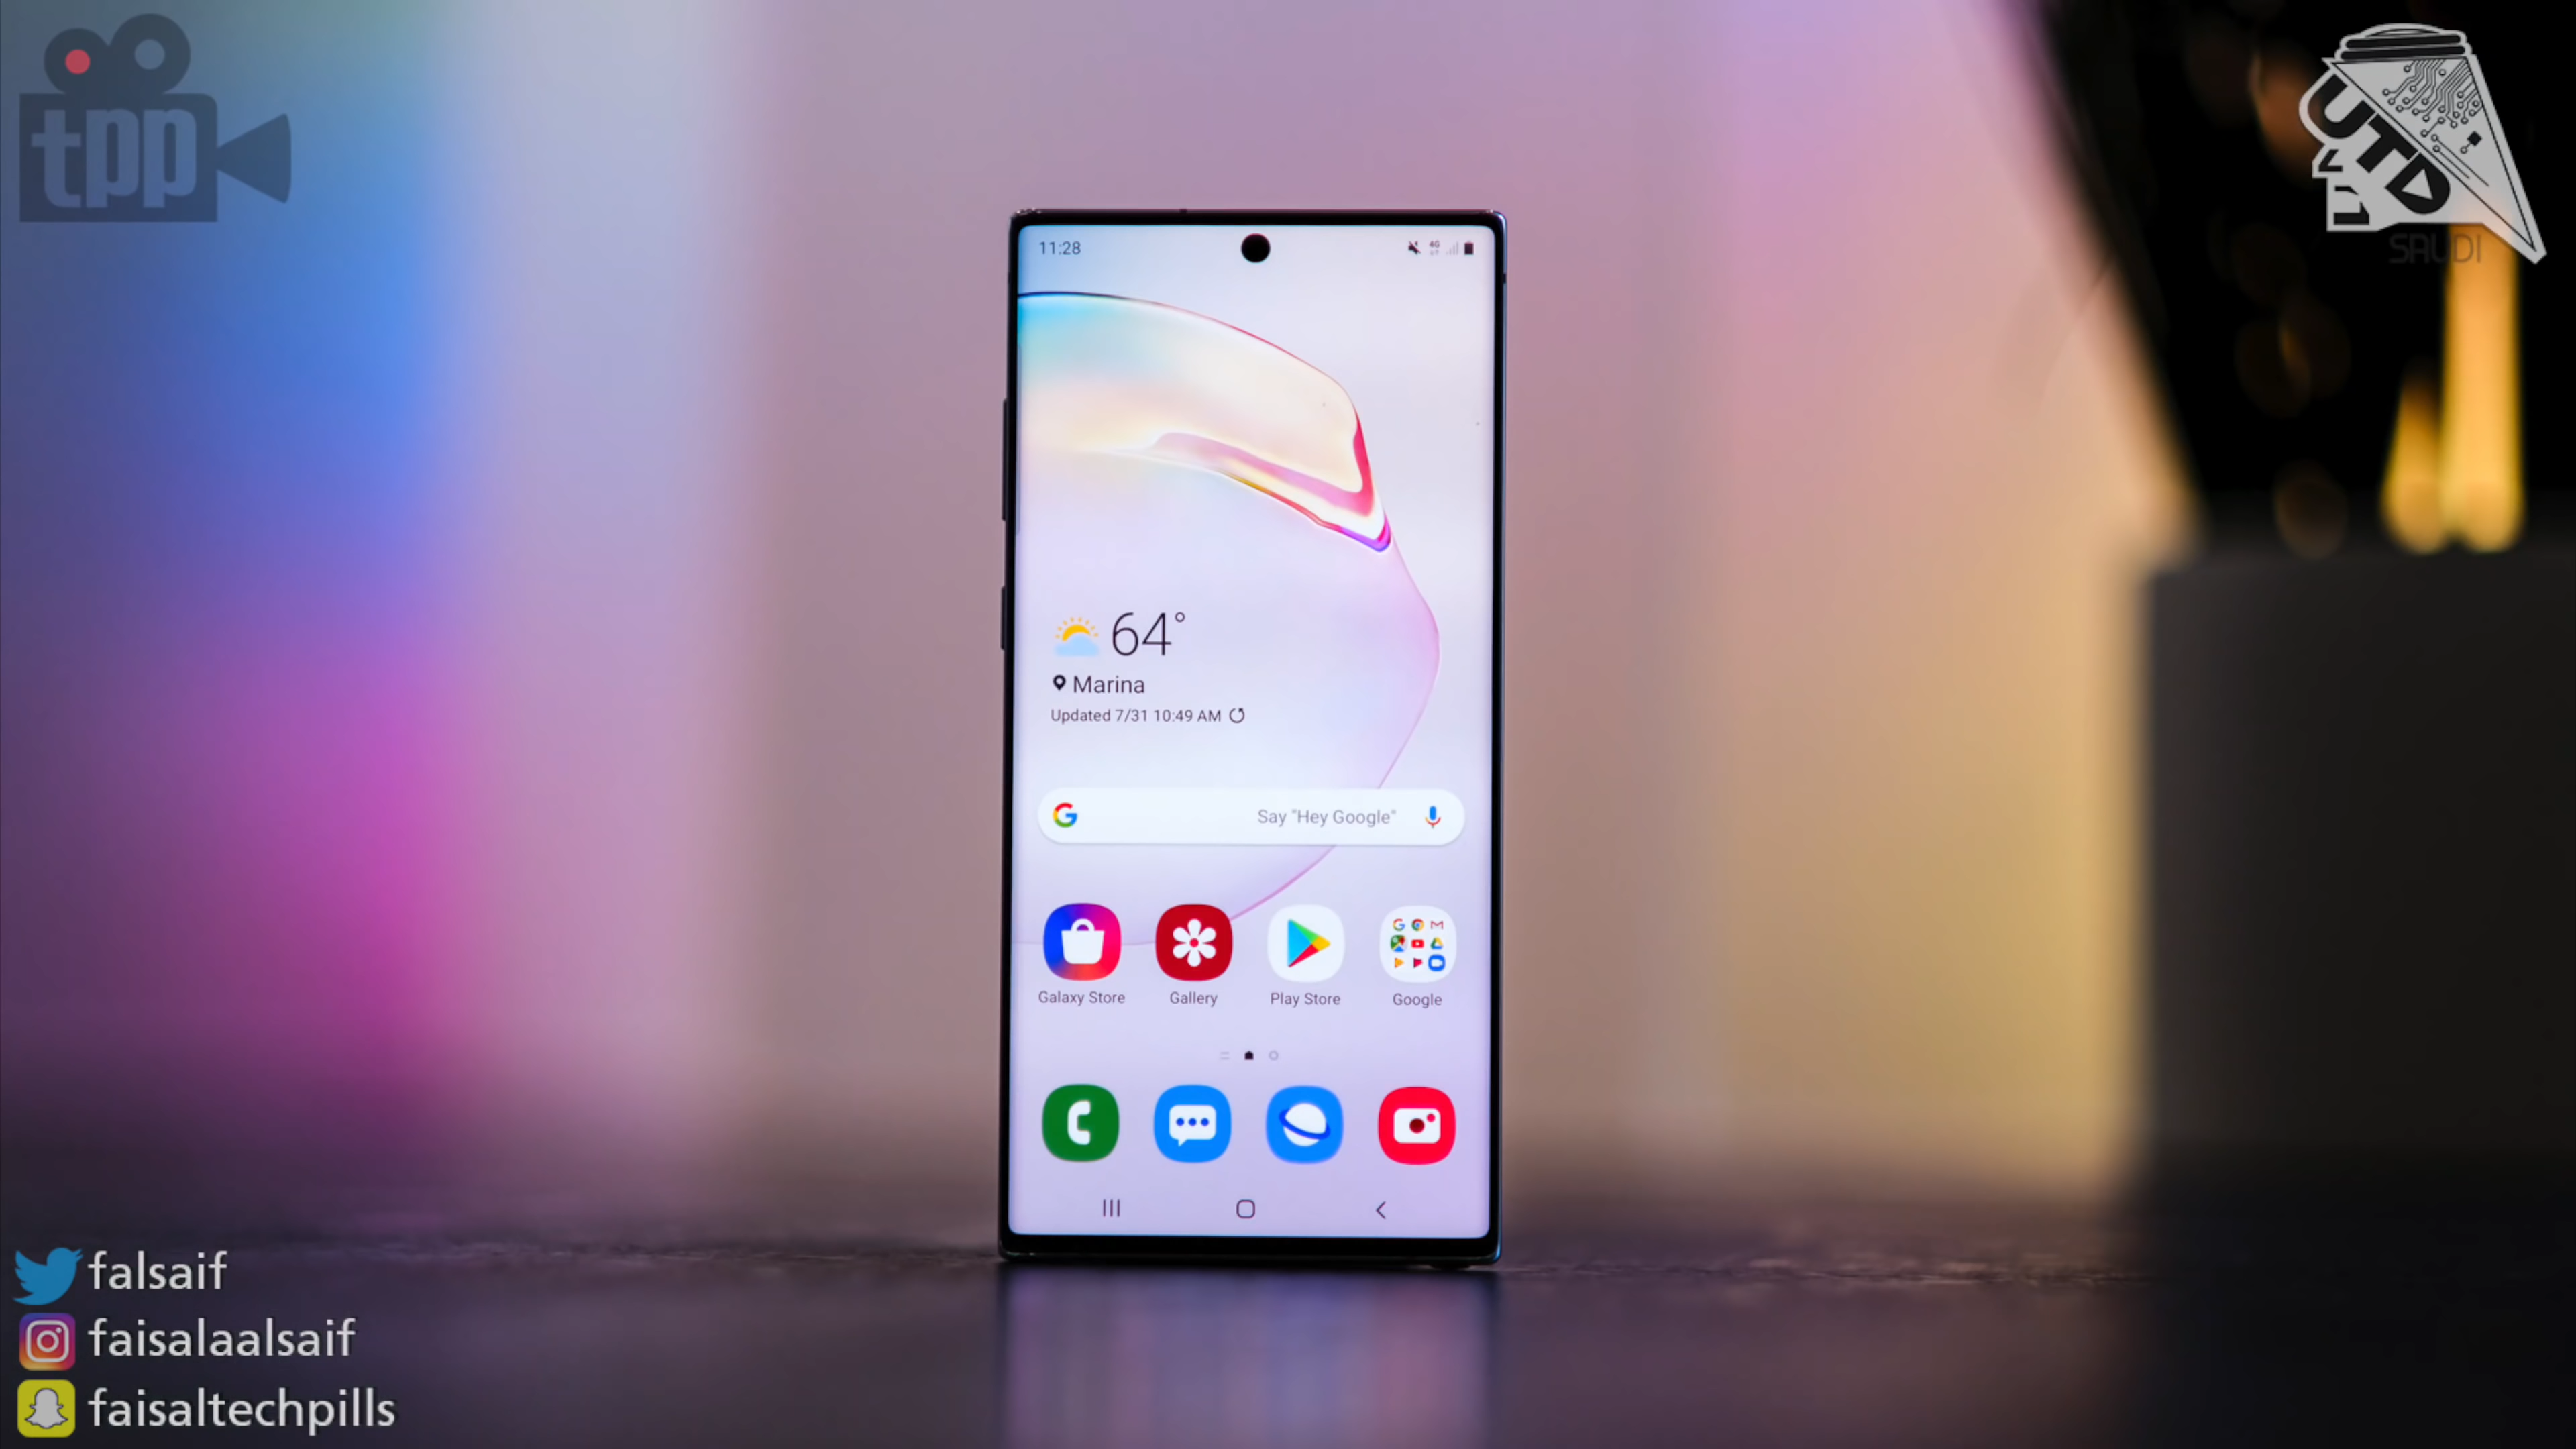 tpp
UTD
SAUDI
11:28
4G
64°
Marina
Updated 7/31 10:49 AM
Say "Hey Google"
Galaxy Store
Gallery
Play Store
Google
falsaif
faisalaalsaif
faisaltechpills